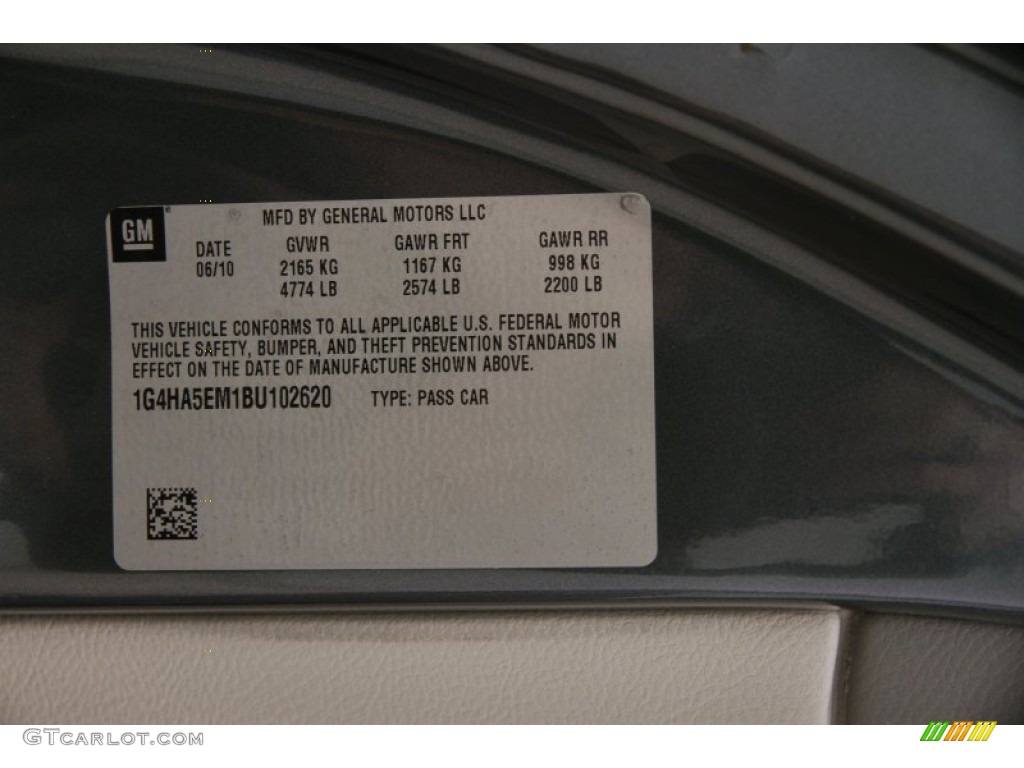 GM
MFD BY GENERAL MOTORS LLC
DATE GVWR GAWR FRT GAWR RR
06/10 2165 KG 1167 KG 998 KG
4774 LB 2574 LB 2200 LB
THIS VEHICLE CONFORMS TO ALL APPLICABLE U.S. FEDERAL MOTOR
VEHICLE SAFETY, BUMPER, AND THEFT PREVENTION STANDARDS IN
EFFECT ON THE DATE OF MANUFACTURE SHOWN ABOVE.
1G4HA5EM1BU102620 TYPE: PASS CAR
GTCARLOT.COM